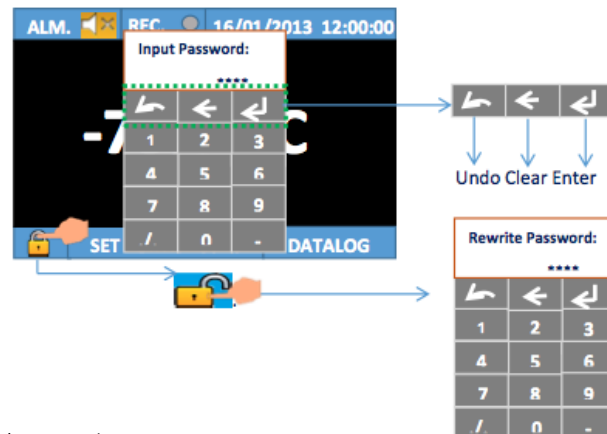 ALM. REC. 16/01/2013 12:00:00
Input Password:
****
1 2 3
4 5 6
7 8 9
./. 0 -
-7 C
SET DATALOG
Undo Clear Enter
Rewrite Password:
****
1 2 3
4 5 6
7 8 9
./. 0 -